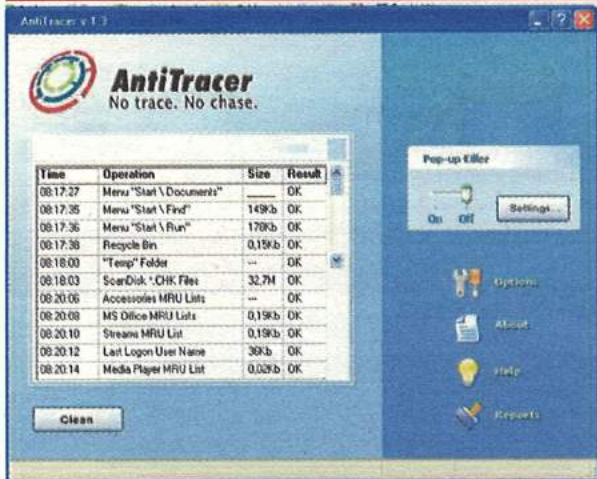 AntiTracer v 1.3
AntiTracer
No trace. No chase.
Time Operation Size Result
08:17:27 Menu "Start \ Documents" ____ OK
08:17:35 Menu "Start \ Find" 149Kb OK
08:17:36 Menu "Start \ Run" 178Kb OK
08:17:38 Recycle Bin 0,15Kb OK
08:18:00 "Temp" Folder --- OK
08:18:03 ScanDisk *.CHK Files 32,7M OK
08:20:06 Accessories MRU Lists --- OK
08:20:08 MS Office MRU Lists 0,19Kb OK
08:20:10 Streams MRU List 0,19Kb OK
08:20:12 Last Logon User Name 36Kb OK
08:20:14 Media Player MRU List 0,02Kb OK
Clean
Pop-up Killer
On Off
Settings...
Options
About
Help
Reports